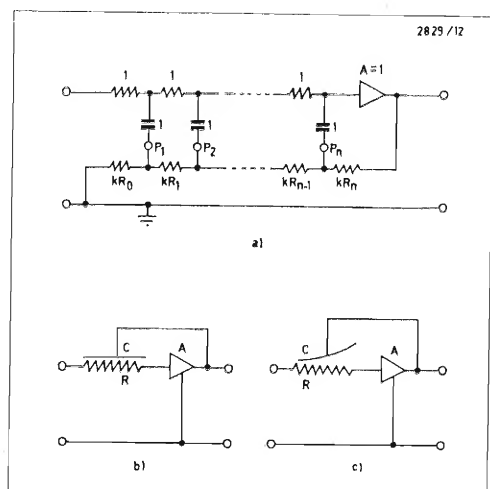 2829/12
1 1 1 A=1
1 1 1
P1 P2 Pn
kR0 kR1 kRn-1 kRn
a)
C A C A
R R
b) c)